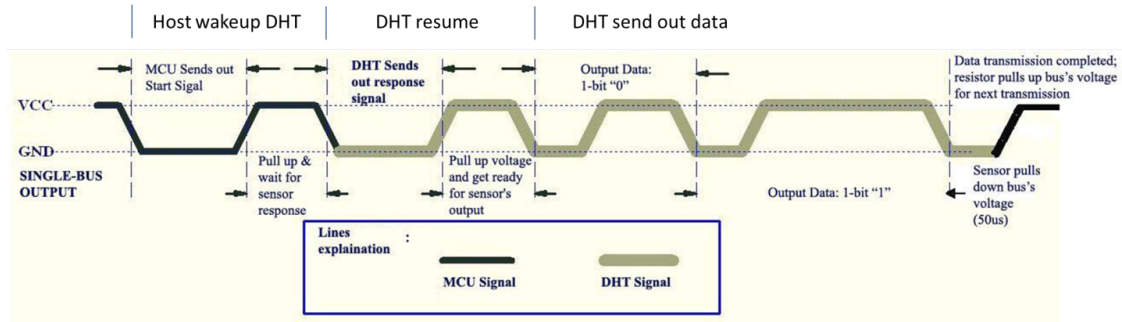 Host wakeup DHT
DHT resume
DHT send out data
MCU Sends out
Start Sigal
DHT Sends
out response
signal
Output Data:
1-bit “0”
Data transmission completed;
resistor pulls up bus’s voltage
for next transmission
VCC
GND
SINGLE-BUS
OUTPUT
Pull up &
wait for
sensor
response
Pull up voltage
and get ready
for sensor's
output
Output Data: 1-bit “1”
Sensor pulls
down bus’s
voltage
(50us)
Lines :
explaination
MCU Signal
DHT Signal